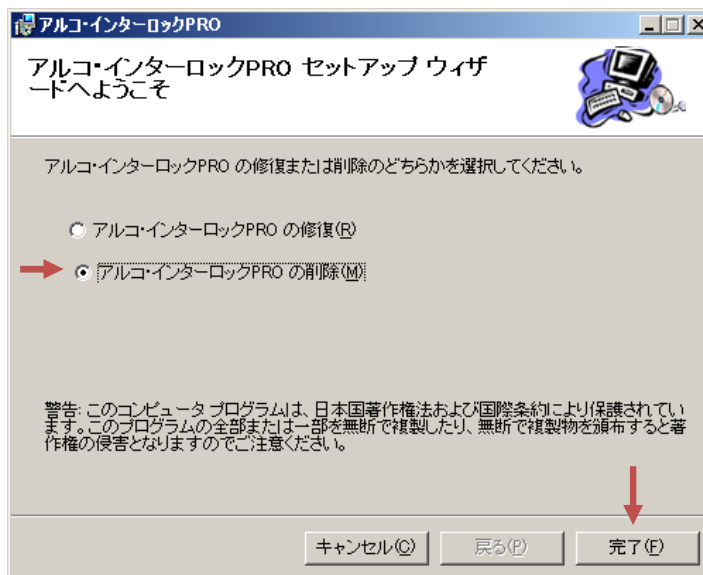 アルコ・インターロックPRO
アルコ・インターロックPRO セットアップ ウィザ
ードへようこそ
アルコ・インターロックPRO の修復または削除のどちらかを選択してください。
アルコ・インターロックPRO の修復(R)
アルコ・インターロックPRO の削除(M)
警告: このコンピュータ プログラムは、日本国著作権法および国際条約により保護されてい
ます。このプログラムの全部または一部を無断で複製したり、無断で複製物を頒布すると著
作権の侵害となりますのでご注意ください。
キャンセル(C) 戻る(P) 完了(F)